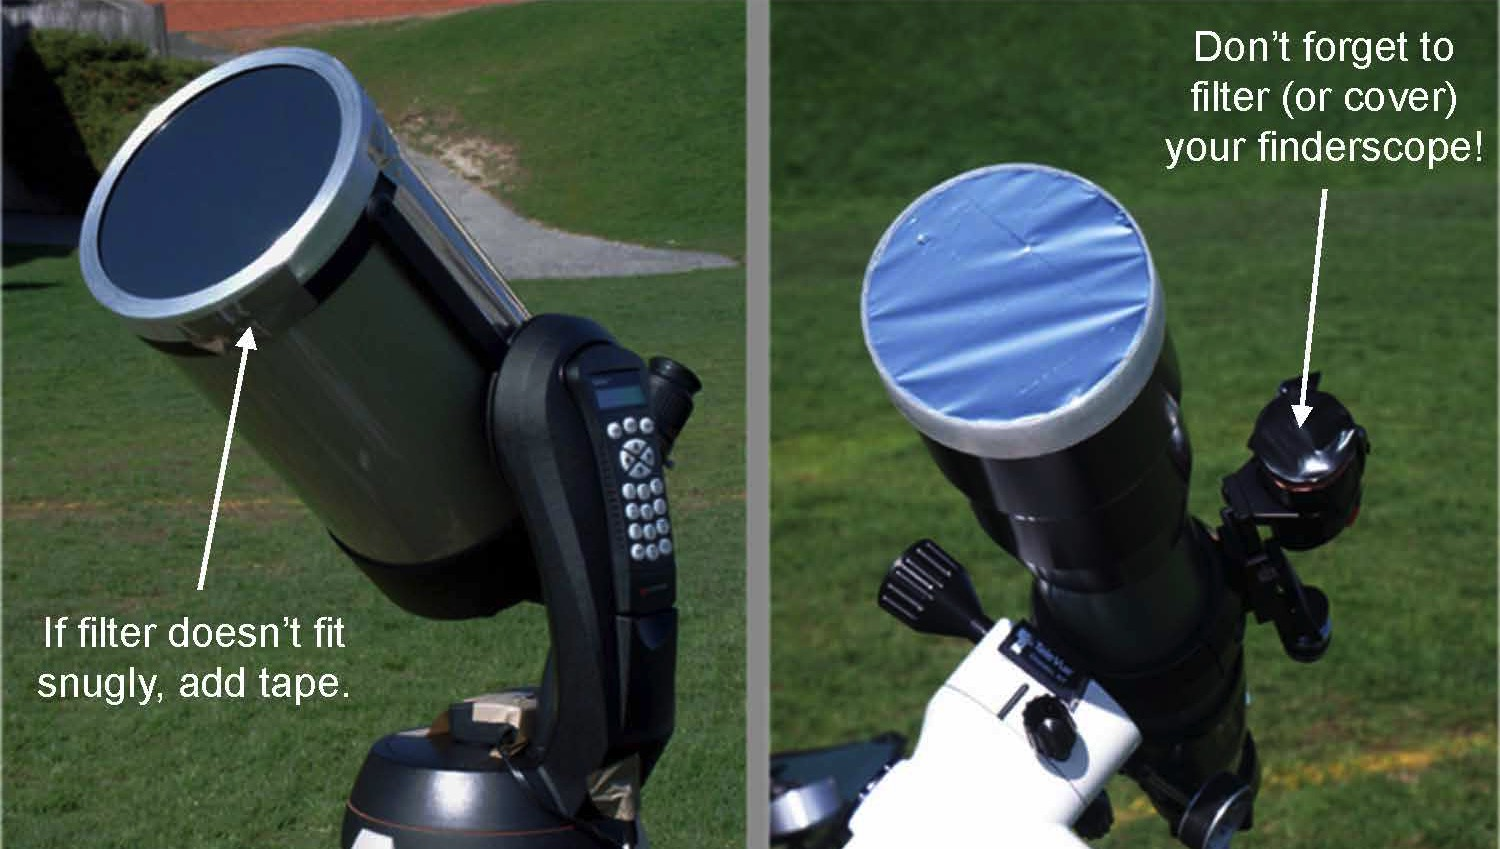 If filter doesn’t fit
snugly, add tape.
Don’t forget to
filter (or cover)
your finderscope!